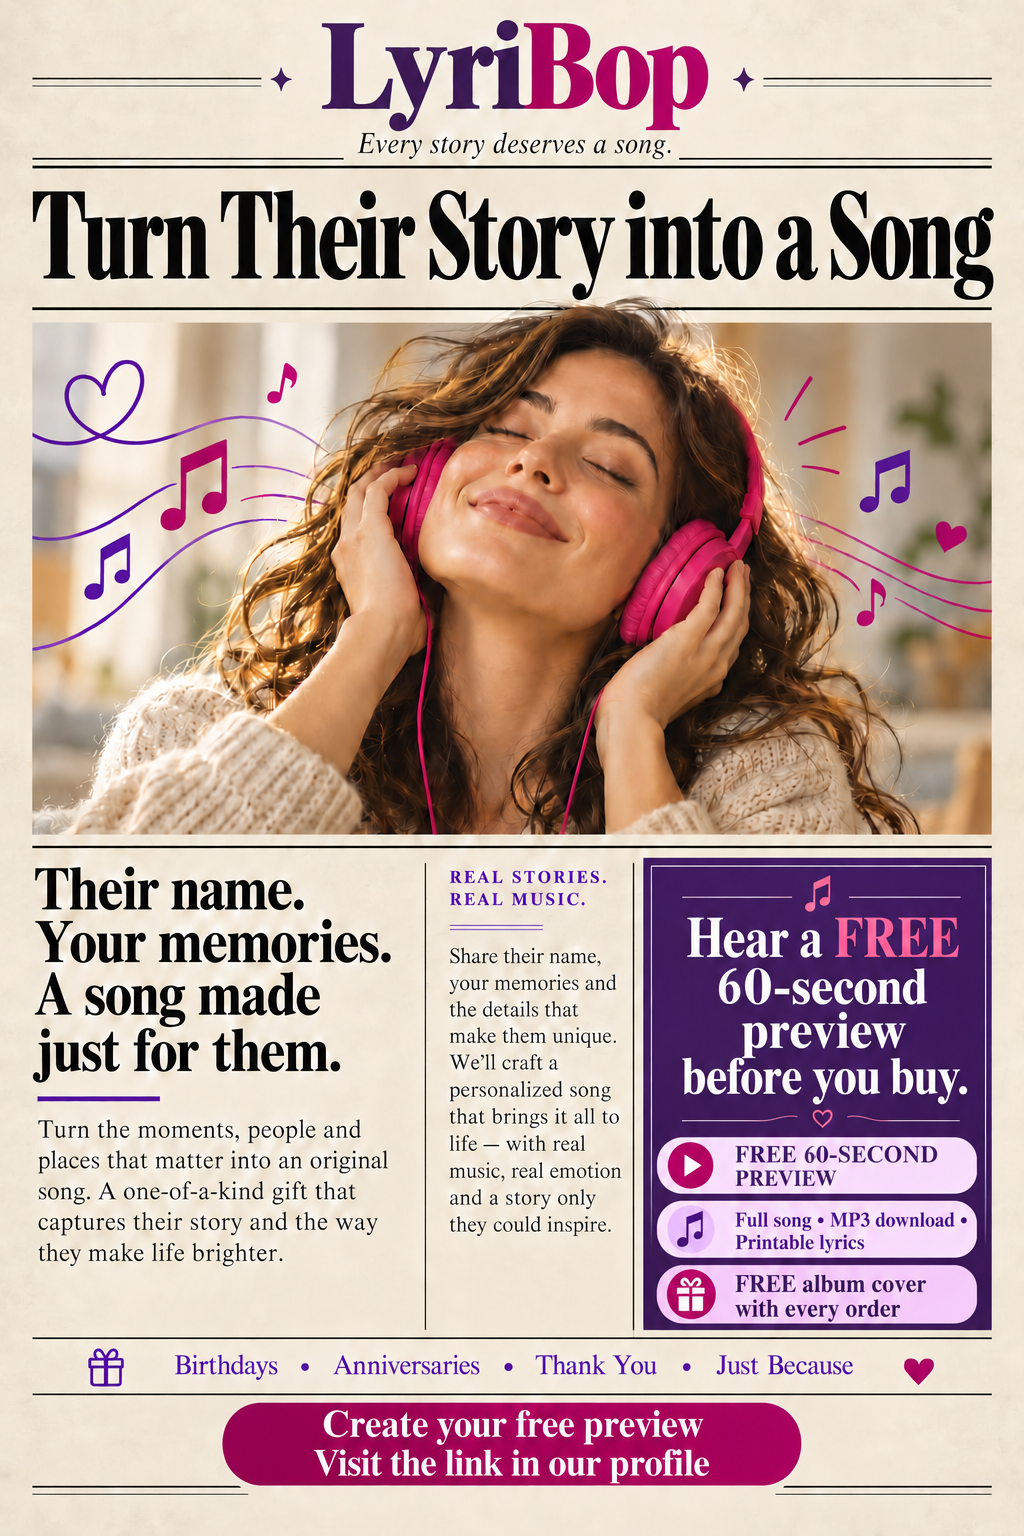 LyriBop
Every story deserves a song.
Turn Their Story into a Song
Their name.
Your memories.
A song made
just for them.
Turn the moments, people and
places that matter into an original
song. A one-of-a-kind gift that
captures their story and the way
they make life brighter.
REAL STORIES.
REAL MUSIC.
Share their name,
your memories and
the details that
make them unique.
We'll craft a
personalized song
that brings it all to
life — with real
music, real emotion
and a story only
they could inspire.
Hear a FREE
60-second
preview
before you buy.
FREE 60-SECOND
PREVIEW
Full song • MP3 download •
Printable lyrics
FREE album cover
with every order
Birthdays • Anniversaries • Thank You • Just Because
Create your free preview
Visit the link in our profile